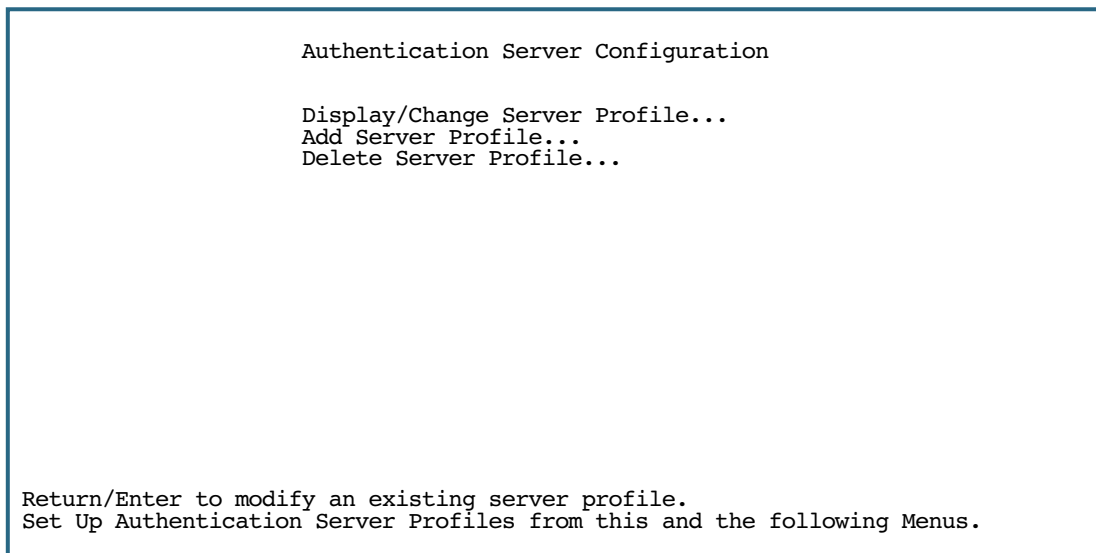 Authentication Server Configuration
Display/Change Server Profile...
Add Server Profile...
Delete Server Profile...
Return/Enter to modify an existing server profile.
Set Up Authentication Server Profiles from this and the following Menus.